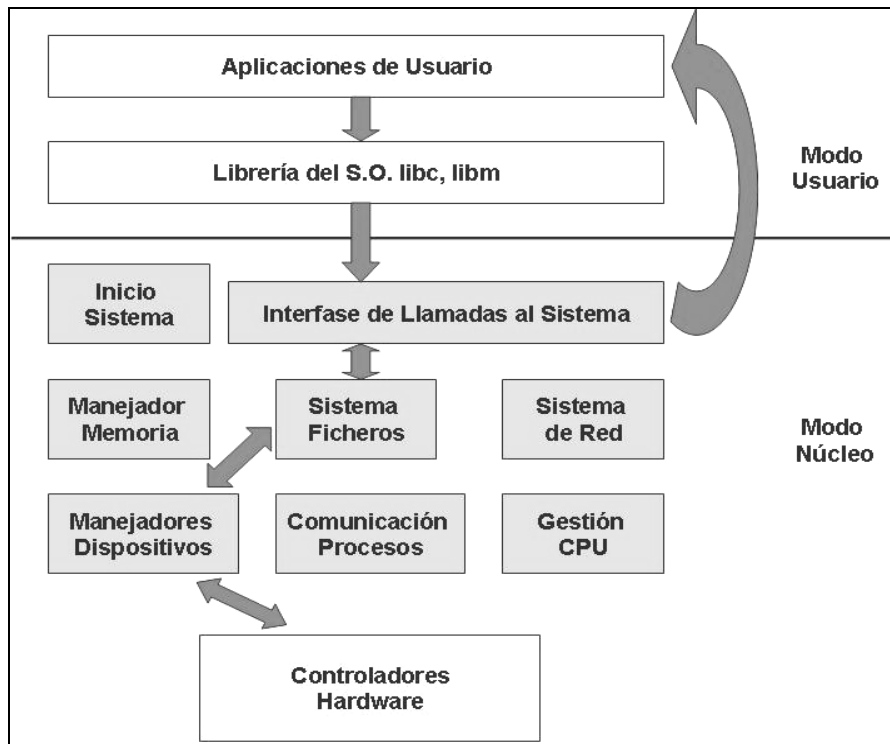 Aplicaciones de Usuario
Librería del S.O. libc, libm
Modo
Usuario
Inicio
Sistema
Interfase de Llamadas al Sistema
Manejador
Memoria
Sistema
Ficheros
Sistema
de Red
Modo
Núcleo
Manejadores
Dispositivos
Comunicación
Procesos
Gestión
CPU
Controladores
Hardware